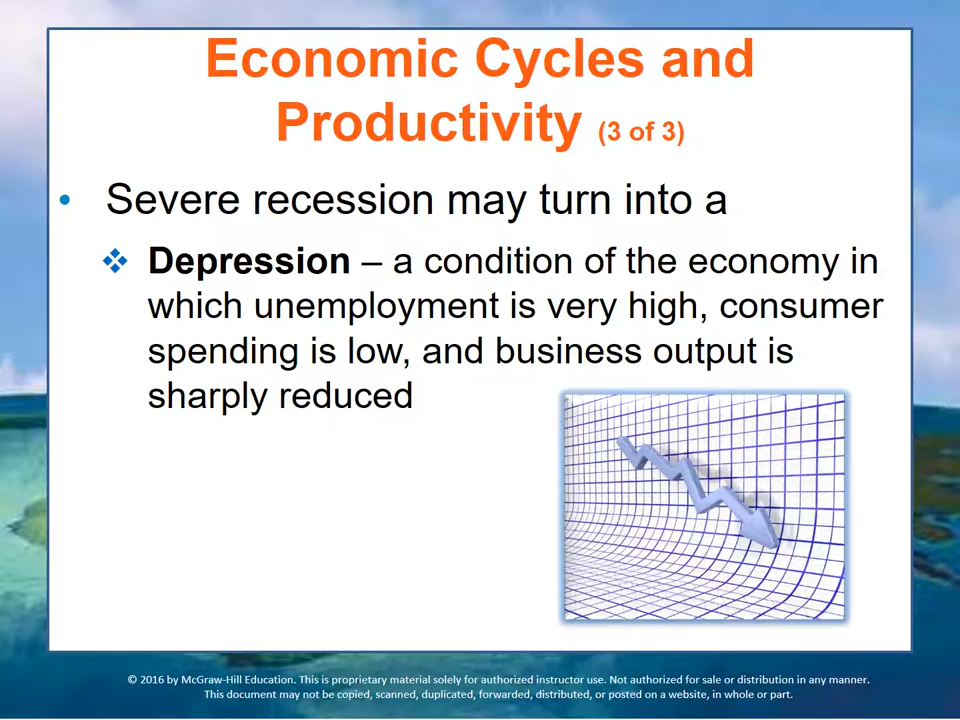 Economic Cycles and
Productivity (3 of 3)
• Severe recession may turn into a
❖ Depression – a condition of the economy in
which unemployment is very high, consumer
spending is low, and business output is
sharply reduced
© 2016 by McGraw-Hill Education. This is proprietary material solely for authorized instructor use. Not authorized for sale or distribution in any manner.
This document may not be copied, scanned, duplicated, forwarded, distributed, or posted on a website, in whole or part.